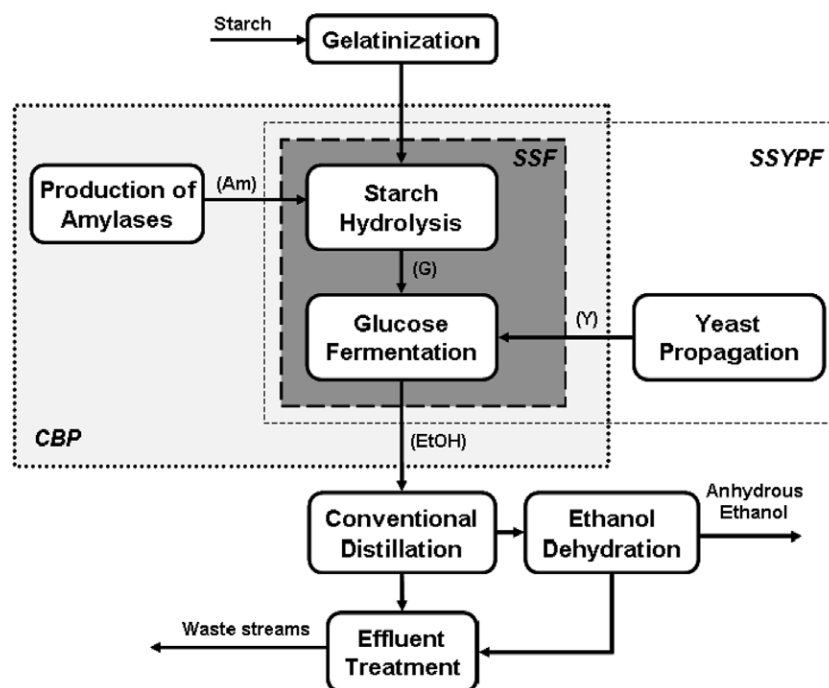 Starch
Gelatinization
SSF
SSYPF
Production of
Amylases
(Am)
Starch
Hydrolysis
(G)
Glucose
Fermentation
(Y)
Yeast
Propagation
CBP
(EtOH)
Conventional
Distillation
Ethanol
Dehydration
Anhydrous
Ethanol
Waste streams
Effluent
Treatment